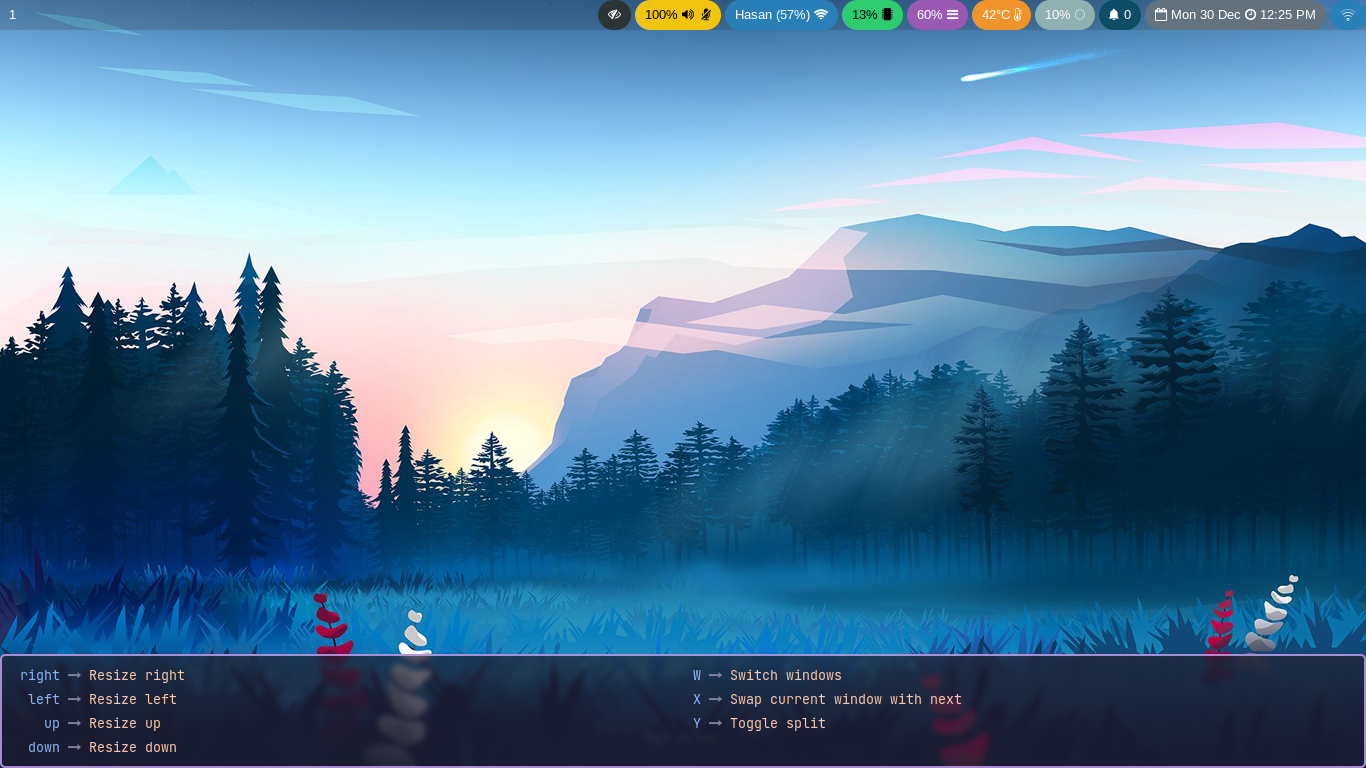 1 100% Hasan (57%) 13% 60% 42°C 10% 0 Mon 30 Dec 12:25 PM
right → Resize right
left → Resize left
up → Resize up
down → Resize down
W → Switch windows
X → Swap current window with next
Y → Toggle split